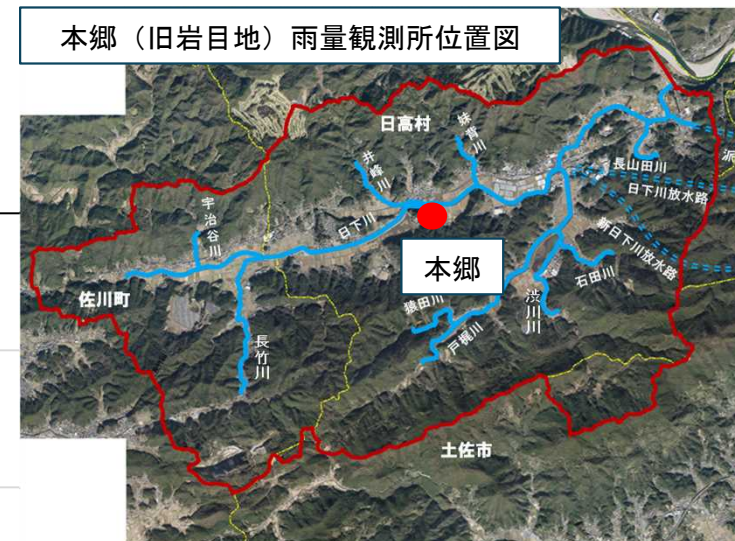 本郷（旧岩目地）雨量観測所位置図
日高村
妹背川
井峰川
長山田川
派
日下川放水路
宇治谷川
日下川
新日下川放水路
本郷
佐川町
猿田川
渋川川
石田川
戸梶川
長竹川
土佐市